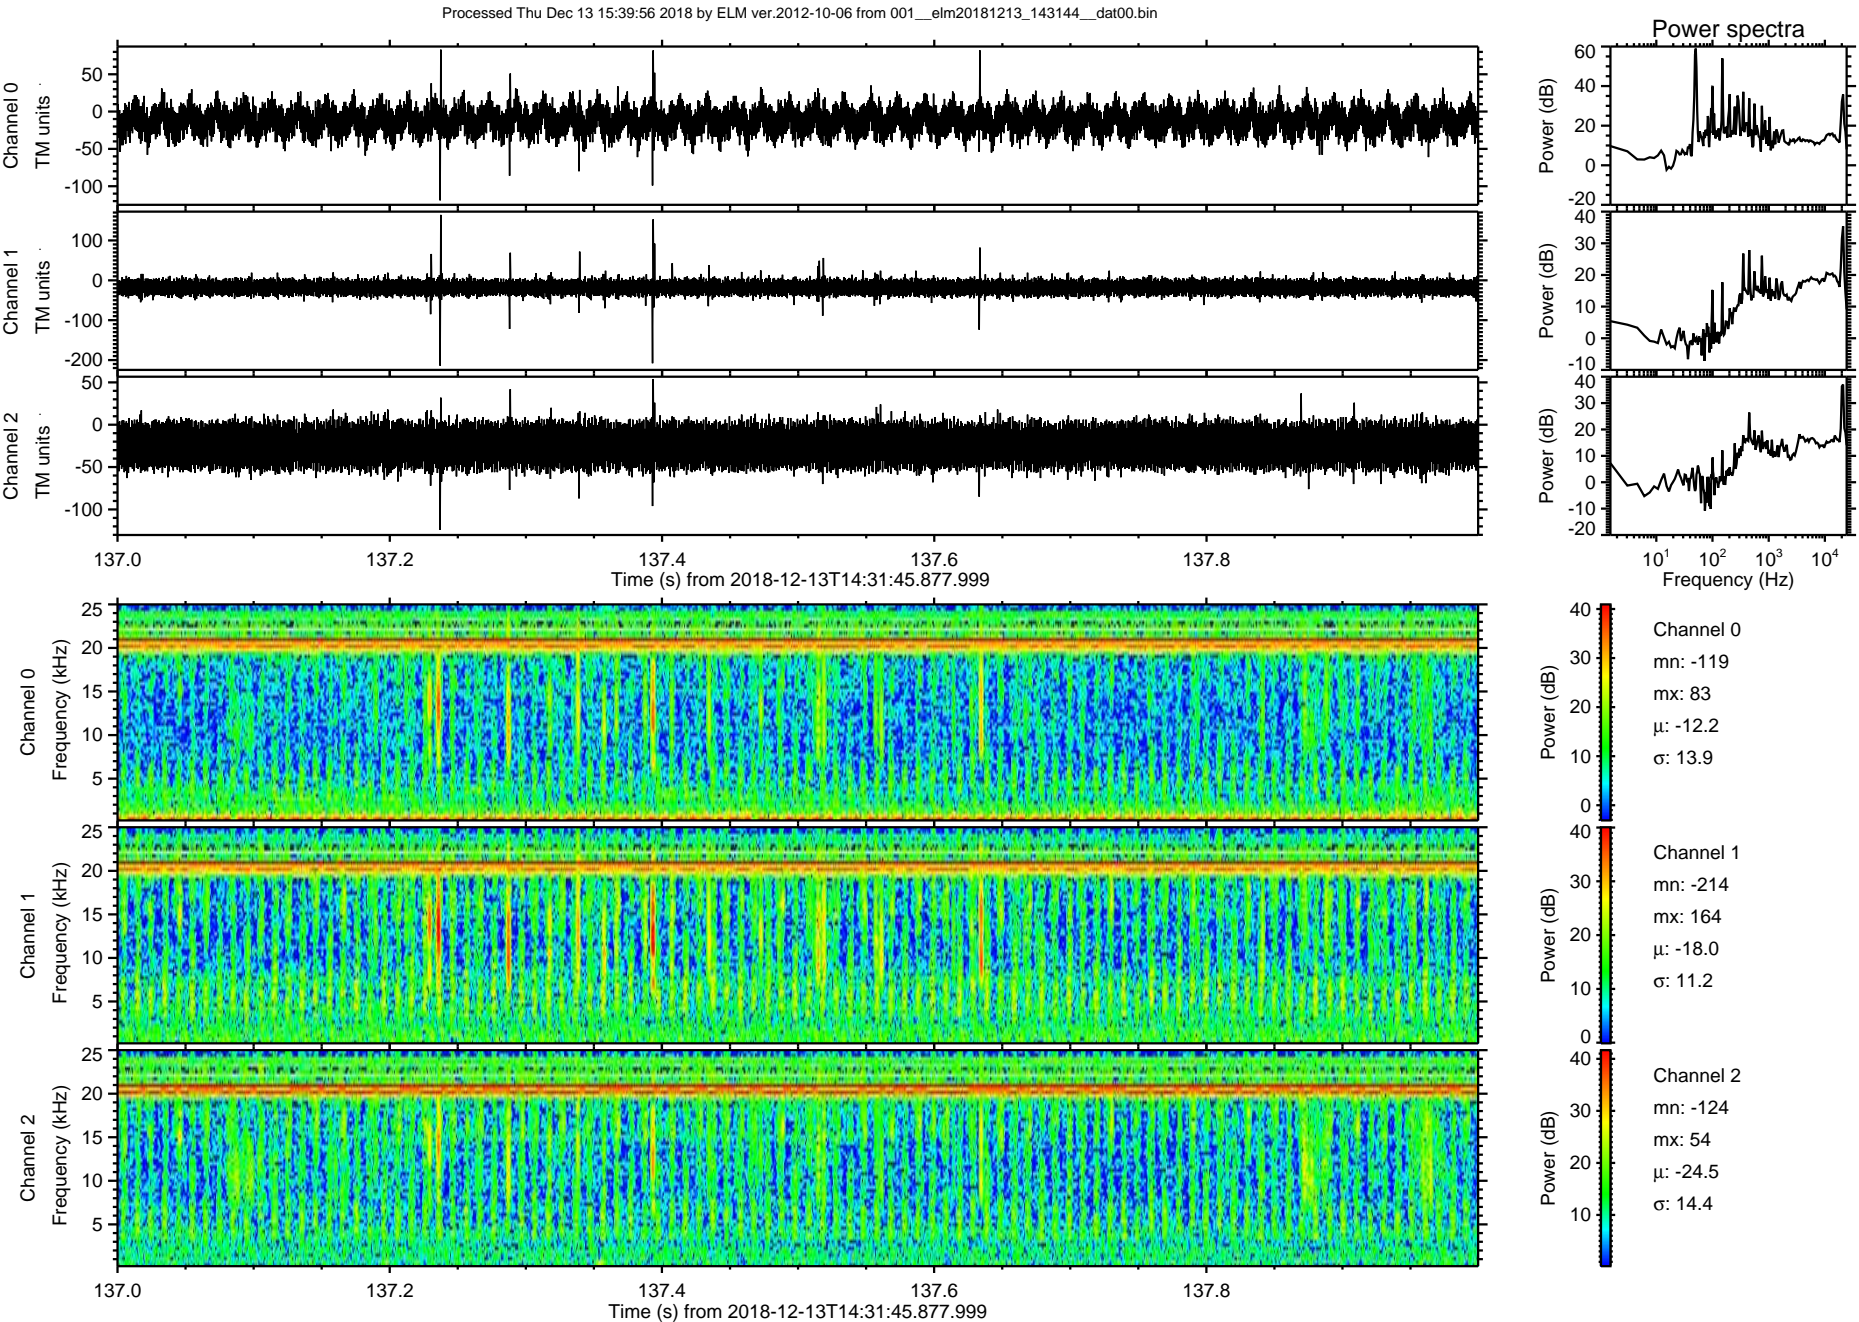 Processed Thu Dec 13 15:39:56 2018 by ELM ver.2012-10-06 from 001__elm20181213_143144__dat00.bin
Power spectra
Channel 0
TM units
50
0
-50
-100
Power (dB)
60
40
20
0
-20
Channel 1
TM units
100
0
-100
-200
Power (dB)
40
30
20
10
0
-10
Channel 2
TM units
50
0
-50
-100
Power (dB)
40
30
20
10
0
-10
-20
137.0 137.2 137.4 137.6 137.8
Time (s) from 2018-12-13T14:31:45.877.999
10¹ 10² 10³ 10⁴
Frequency (Hz)
Channel 0
Frequency (kHz)
25
20
15
10
5
Power (dB)
40
30
20
10
0
Channel 0
mn: -119
mx: 83
μ: -12.2
σ: 13.9
Channel 1
Frequency (kHz)
25
20
15
10
5
Power (dB)
40
30
20
10
0
Channel 1
mn: -214
mx: 164
μ: -18.0
σ: 11.2
Channel 2
Frequency (kHz)
25
20
15
10
5
Power (dB)
40
30
20
10
Channel 2
mn: -124
mx: 54
μ: -24.5
σ: 14.4
137.0 137.2 137.4 137.6 137.8
Time (s) from 2018-12-13T14:31:45.877.999